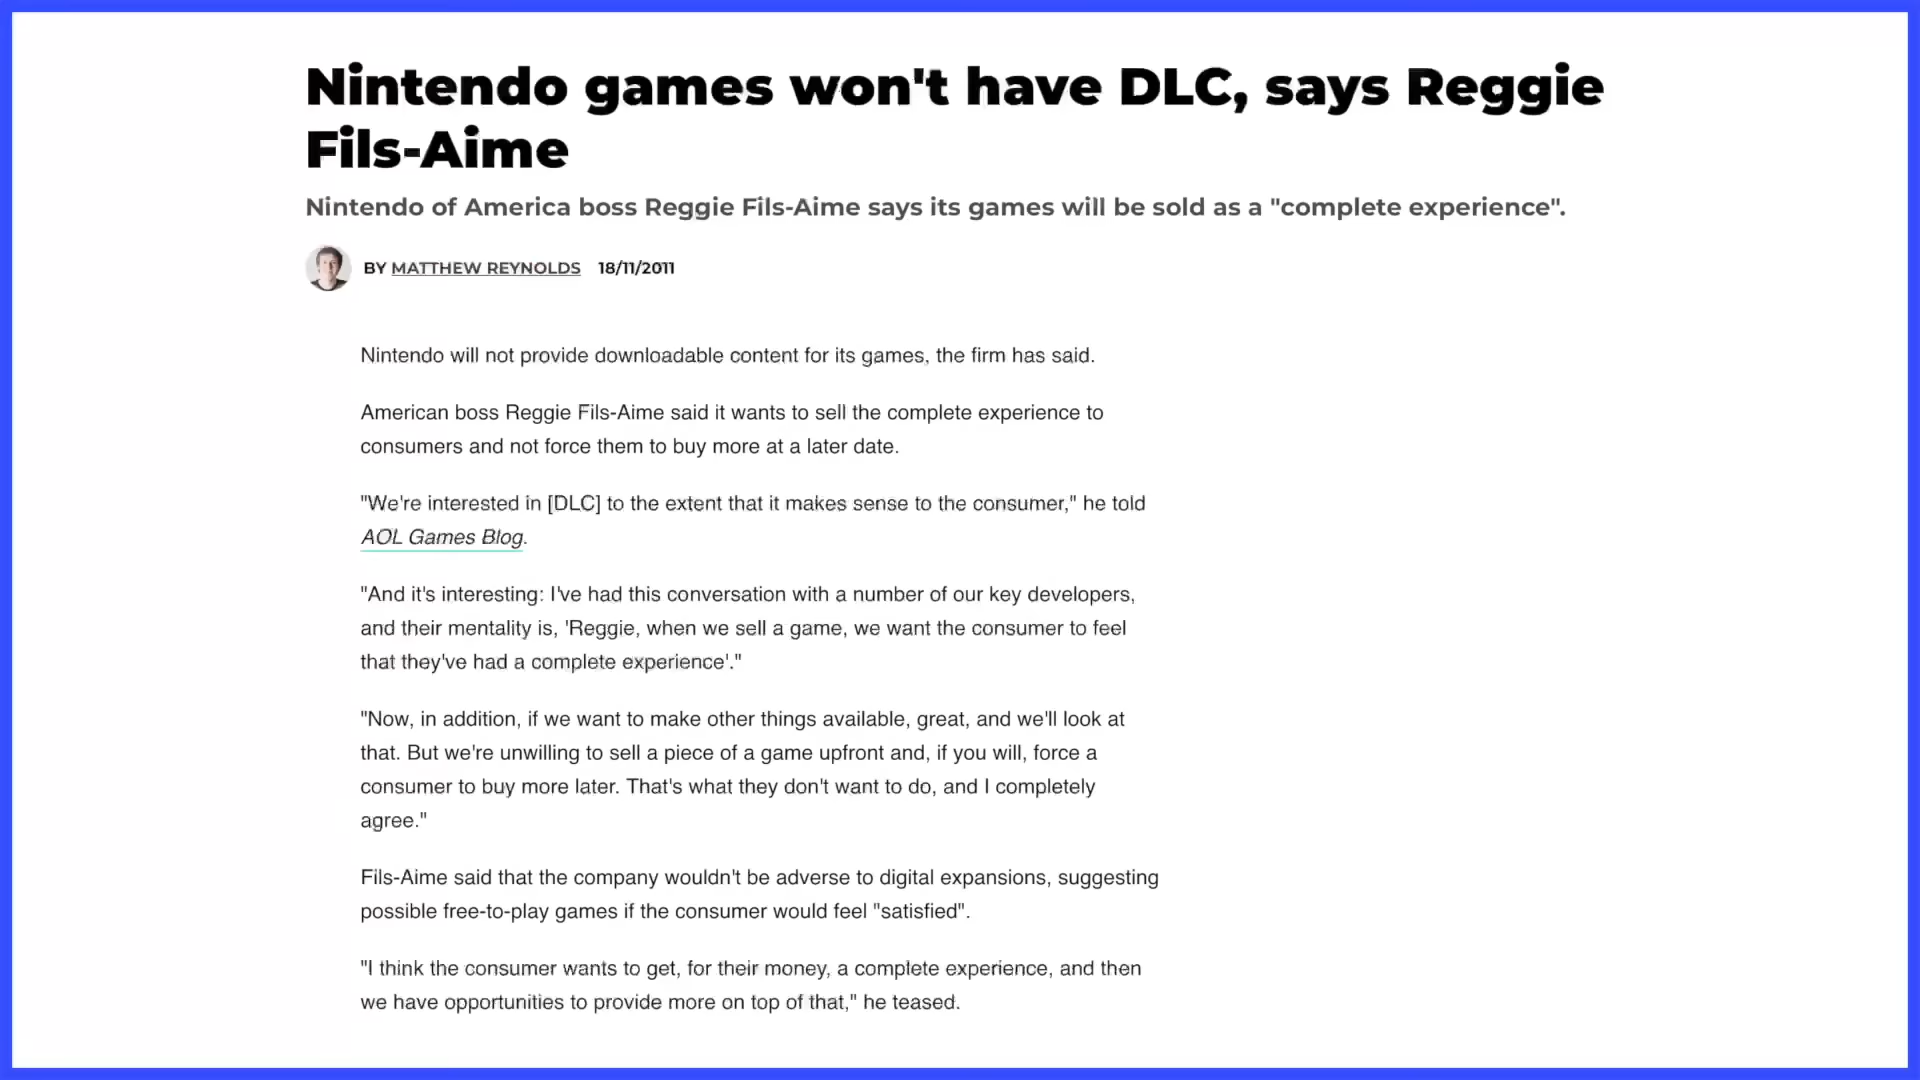 Nintendo games won't have DLC, says Reggie
Fils-Aime
Nintendo of America boss Reggie Fils-Aime says its games will be sold as a "complete experience".
BY MATTHEW REYNOLDS 18/11/2011
Nintendo will not provide downloadable content for its games, the firm has said.
American boss Reggie Fils-Aime said it wants to sell the complete experience to
consumers and not force them to buy more at a later date.
"We're interested in [DLC] to the extent that it makes sense to the consumer," he told
AOL Games Blog.
"And it's interesting: I've had this conversation with a number of our key developers,
and their mentality is, 'Reggie, when we sell a game, we want the consumer to feel
that they've had a complete experience'."
"Now, in addition, if we want to make other things available, great, and we'll look at
that. But we're unwilling to sell a piece of a game upfront and, if you will, force a
consumer to buy more later. That's what they don't want to do, and I completely
agree."
Fils-Aime said that the company wouldn't be adverse to digital expansions, suggesting
possible free-to-play games if the consumer would feel "satisfied".
"I think the consumer wants to get, for their money, a complete experience, and then
we have opportunities to provide more on top of that," he teased.